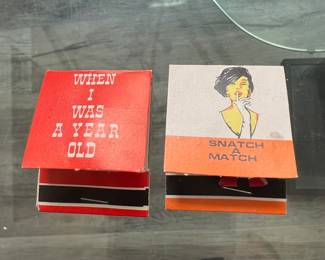 WHEN
I
WAS
A YEAR
OLD
SNATCH
A
MATCH